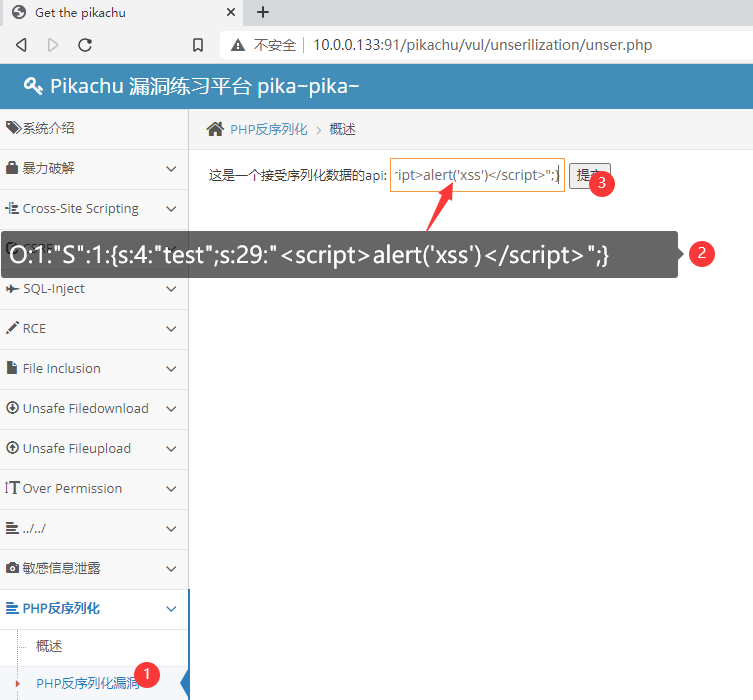 Get the pikachu
不安全 10.0.0.133:91/pikachu/vul/unserilization/unser.php
Pikachu 漏洞练习平台 pika~pika~
系统介绍
PHP反序列化 > 概述
暴力破解
这是一个接受序列化数据的api: ript>alert('xss')</script>";} 提交
3
Cross-Site Scripting
O:1:"S":1:{s:4:"test";s:29:"<script>alert('xss')</script>";}
2
SQL-Inject
RCE
File Inclusion
Unsafe Filedownload
Unsafe Fileupload
Over Permission
../../
敏感信息泄露
PHP反序列化
概述
PHP反序列化漏洞
1